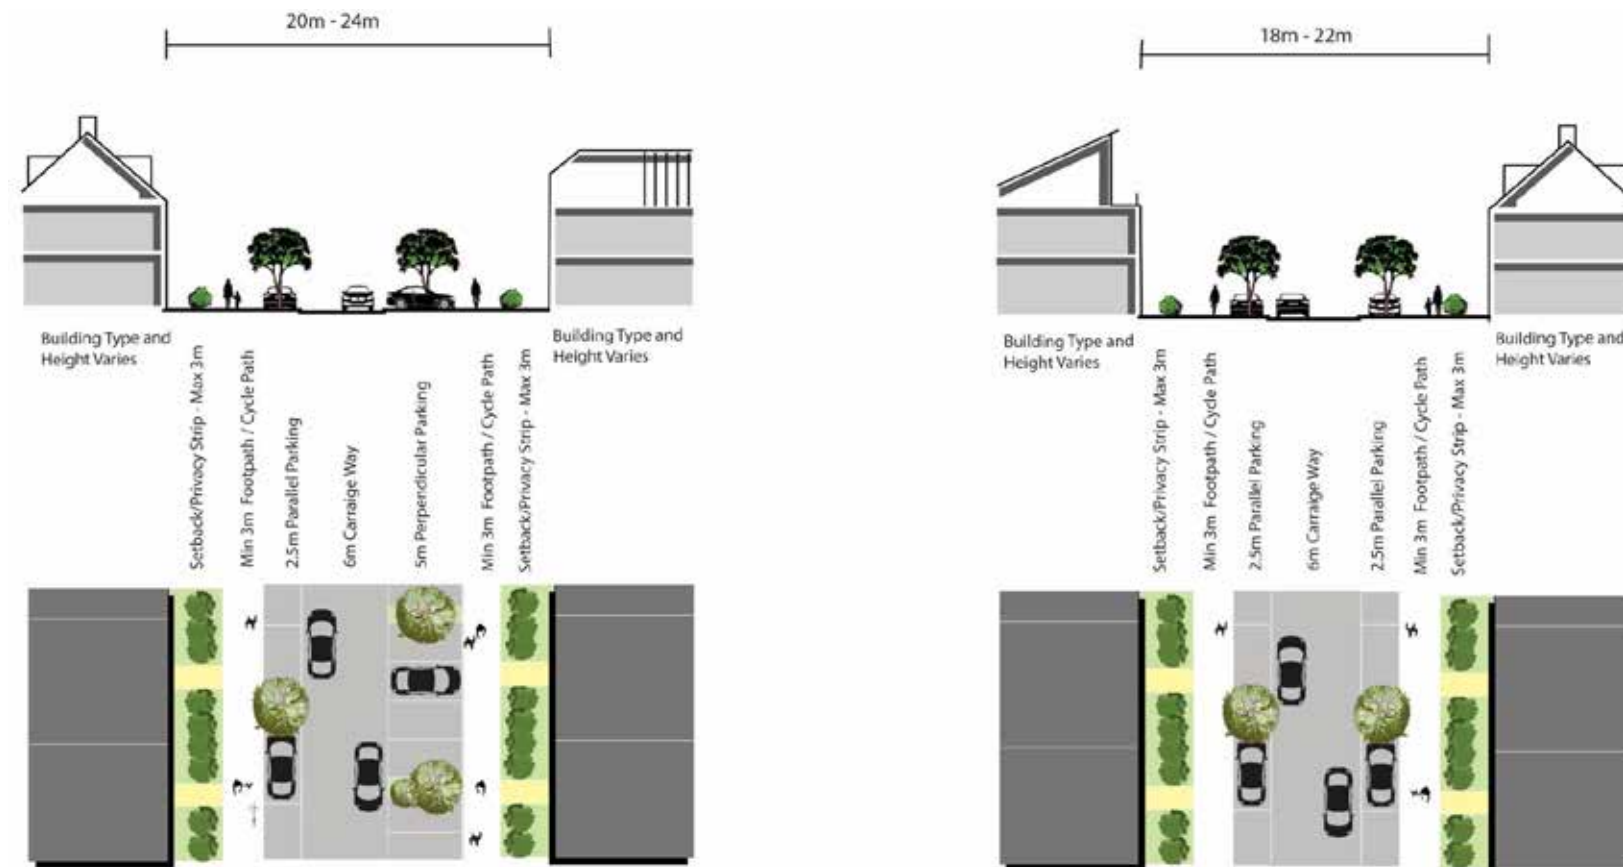 20m - 24m
Building Type and
Height Varies
Setback/Privacy Strip - Max 3m
Min 3m Footpath / Cycle Path
2.5m Parallel Parking
6m Carraige Way
5m Perpendicular Parking
Min 3m Footpath / Cycle Path
Setback/Privacy Strip - Max 3m
Building Type and
Height Varies
18m - 22m
Building Type and
Height Varies
Setback/Privacy Strip - Max 3m
Min 3m Footpath / Cycle Path
2.5m Parallel Parking
6m Carraige Way
2.5m Parallel Parking
Min 3m Footpath / Cycle Path
Setback/Privacy Strip - Max 3m
Building Type and
Height Varies